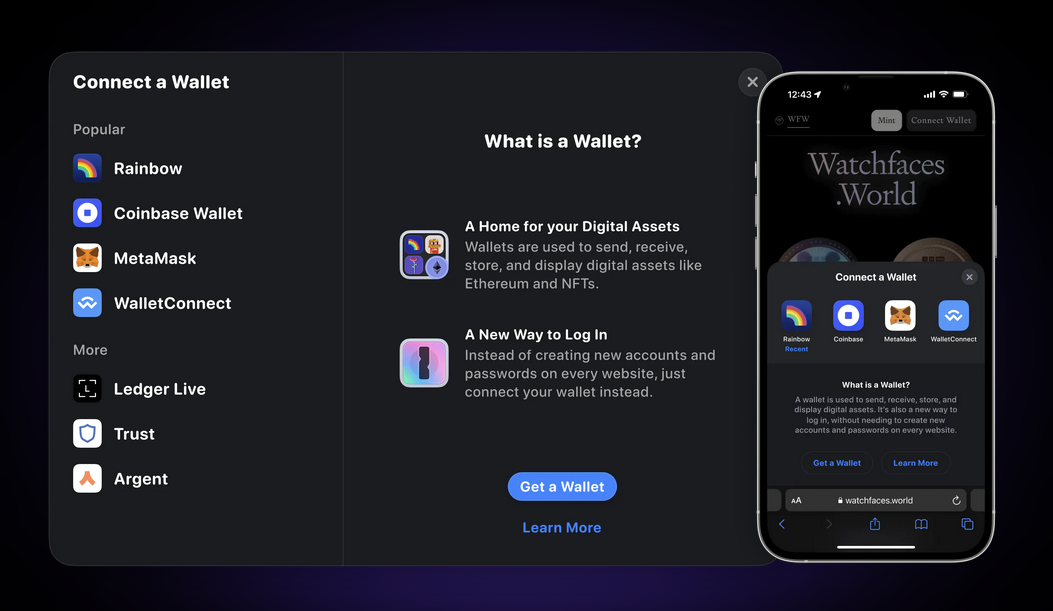 Connect a Wallet
Popular
Rainbow
Coinbase Wallet
MetaMask
WalletConnect
More
Ledger Live
L
Trust
Argent
What is a Wallet?
A Home for your Digital Assets
Wallets are used to send, receive,
store, and display digital assets like
Ethereum and NFTs.
A New Way to Log In
Instead of creating new accounts and
passwords on every website, just
connect your wallet instead.
Get a Wallet
Learn More
12:43
WFW
Mint
Connect Wallet
Watchfaces
.World
Connect a Wallet
Rainbow
Recent
Coinbase
MetaMask
WalletConnect
What is a Wallet?
A wallet is used to send, receive, store, and
display digital assets. It's also a new way to
log in, without needing to create new
accounts and passwords on every website.
Get a Wallet
Learn More
AA
watchfaces.world